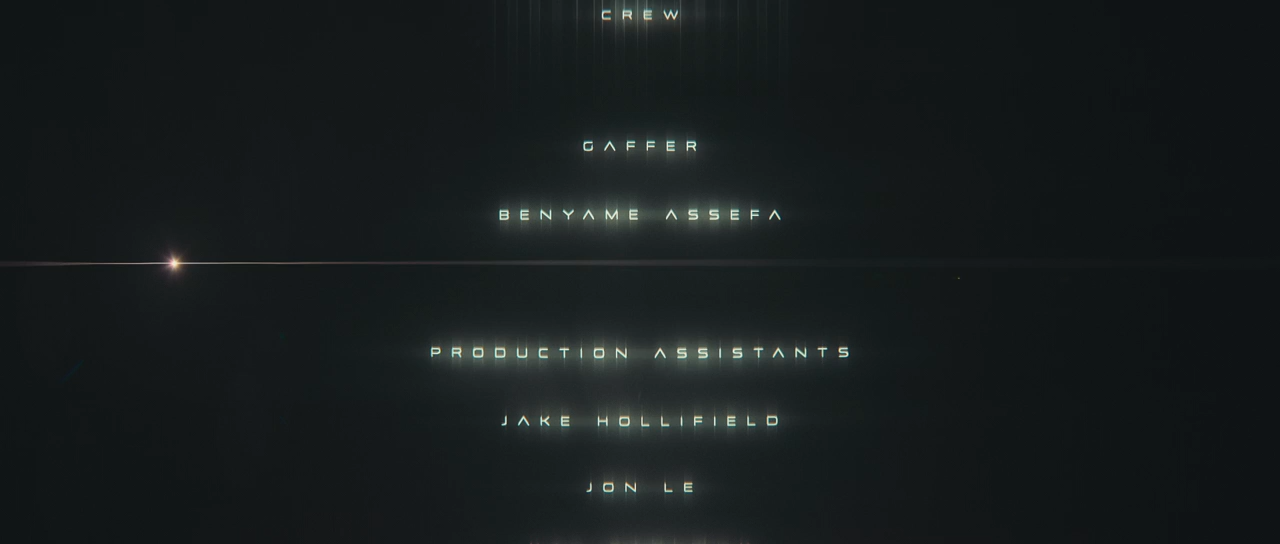 CREW
GAFFER
BENYAME ASSEFA
PRODUCTION ASSISTANTS
JAKE HOLLIFIELD
JON LE